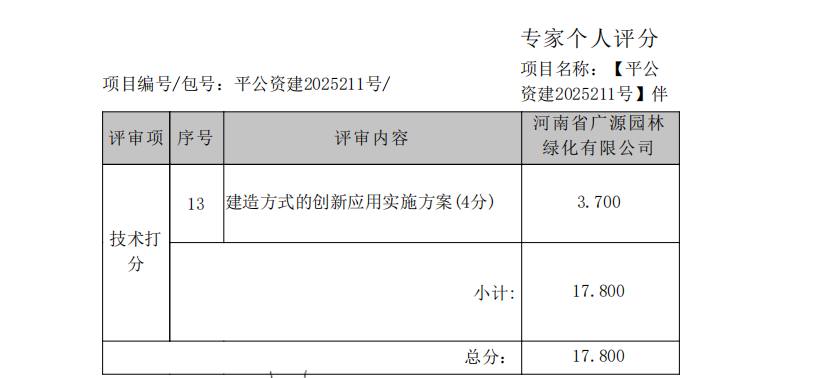 专家个人评分
项目编号/包号：平公资建2025211号/
项目名称：【平公
资建2025211号】伴
评审项
序号
评审内容
河南省广源园林
绿化有限公司
技术打
分
13
建造方式的创新应用实施方案(4分)
3.700
小计:
17.800
总分：
17.800